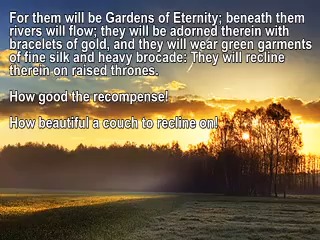 For them will be Gardens of Eternity; beneath them
rivers will flow; they will be adorned therein with
bracelets of gold, and they will wear green garments
of fine silk and heavy brocade: They will recline
therein on raised thrones.
How good the recompense!
How beautiful a couch to recline on!